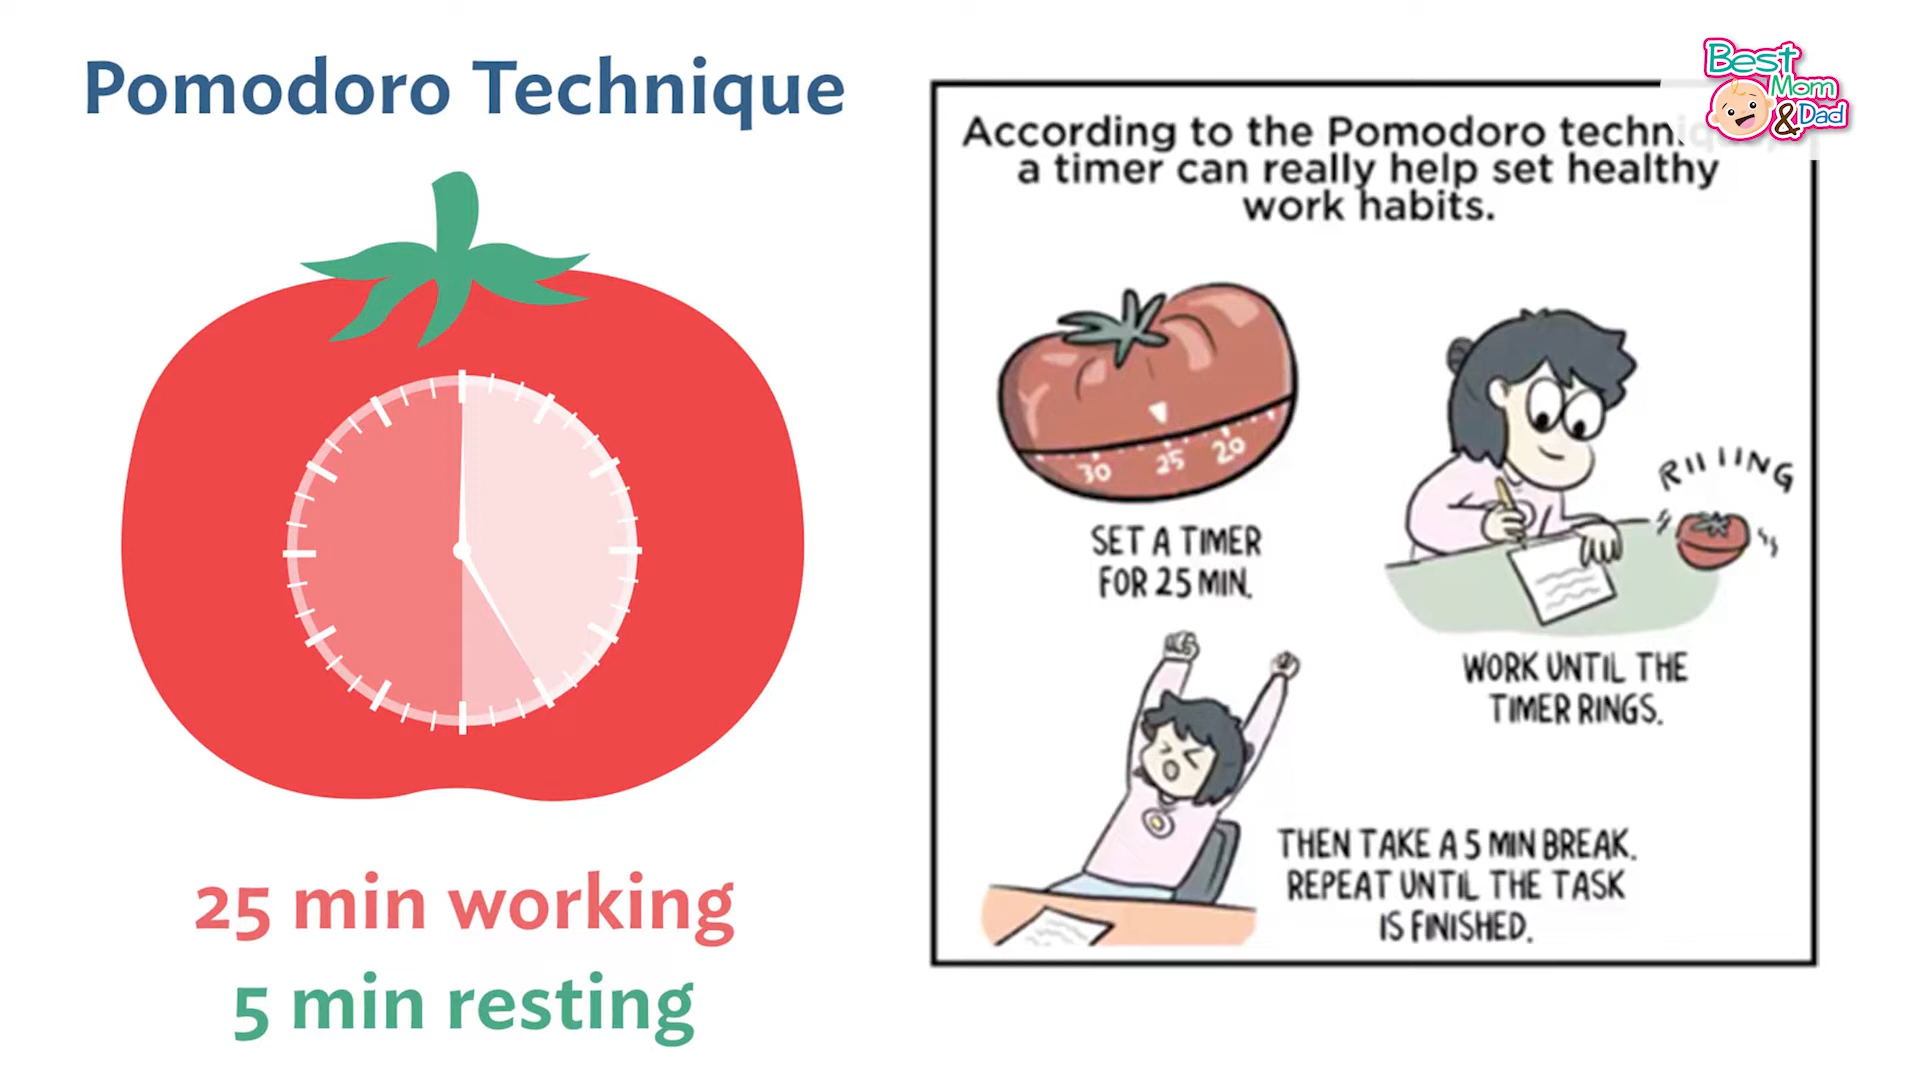 Pomodoro Technique
25 min working
5 min resting
Best
Mom
& Dad
According to the Pomodoro
a timer can really help set healthy
work habits.
30 25 20
SET A TIMER
FOR 25 MIN.
RIIIING
WORK UNTIL THE
TIMER RINGS.
THEN TAKE A 5 MIN BREAK.
REPEAT UNTIL THE TASK
IS FINISHED.